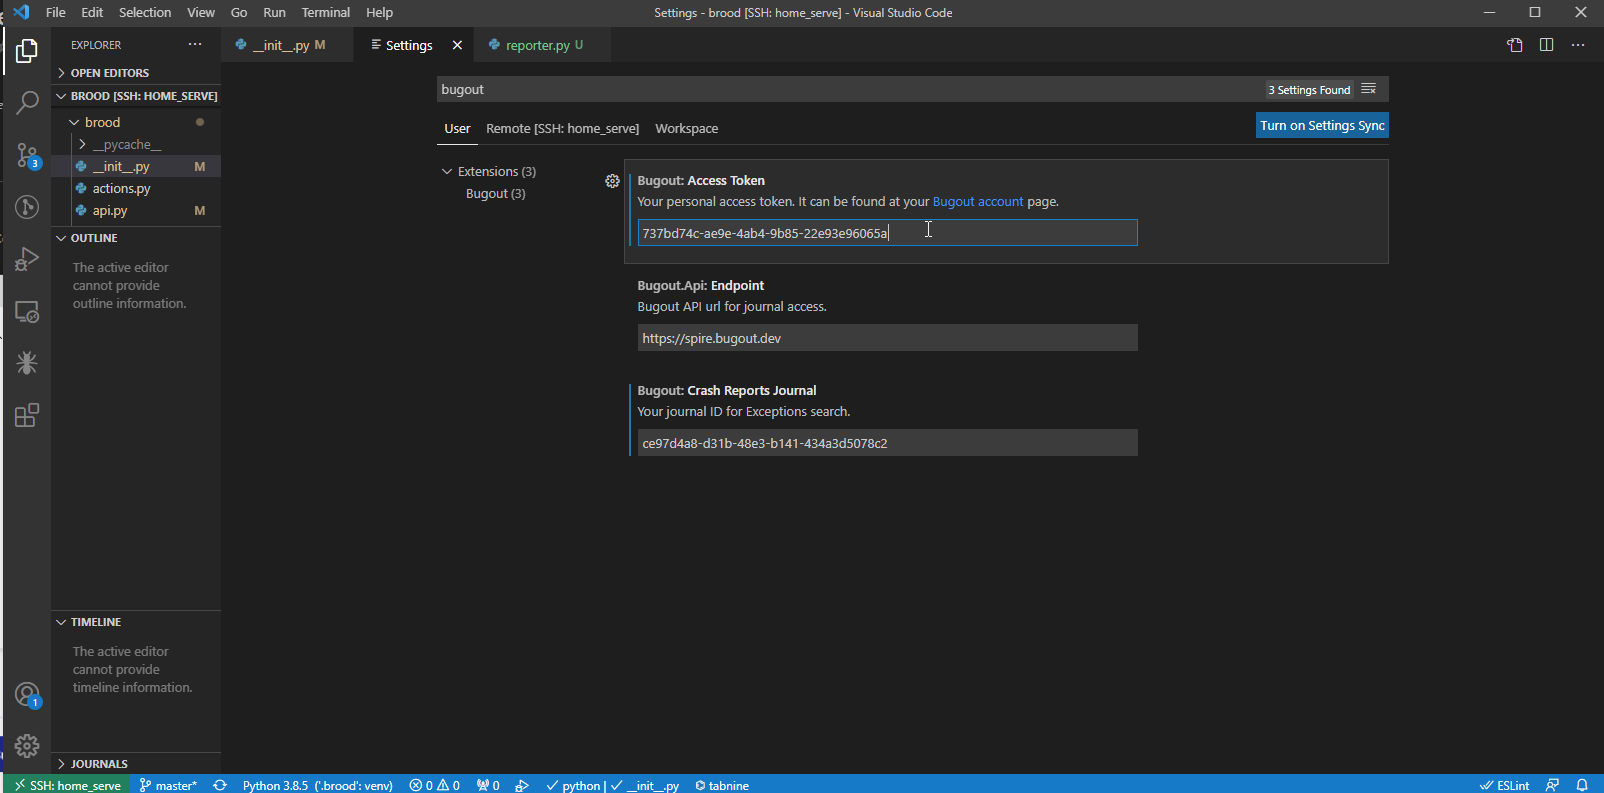 File Edit Selection View Go Run Terminal Help
Settings - brood [SSH: home_serve] - Visual Studio Code
EXPLORER
__init__.py M
Settings
reporter.py U
OPEN EDITORS
BROOD [SSH: HOME_SERVE]
brood
__pycache__
__init__.py M
actions.py
api.py M
OUTLINE
The active editor
cannot provide
outline information.
TIMELINE
The active editor
cannot provide
timeline information.
JOURNALS
3
1
bugout
3 Settings Found
User Remote [SSH: home_serve] Workspace
Turn on Settings Sync
Extensions (3)
Bugout (3)
Bugout: Access Token
Your personal access token. It can be found at your Bugout account page.
737bd74c-ae9e-4ab4-9b85-22e93e96065a
Bugout.Api: Endpoint
Bugout API url for journal access.
https://spire.bugout.dev
Bugout: Crash Reports Journal
Your journal ID for Exceptions search.
ce97d4a8-d31b-48e3-b141-434a3d5078c2
SSH: home_serve master* Python 3.8.5 ('.brood': venv) 0 0 0 python | __init__.py tabnine ESLint